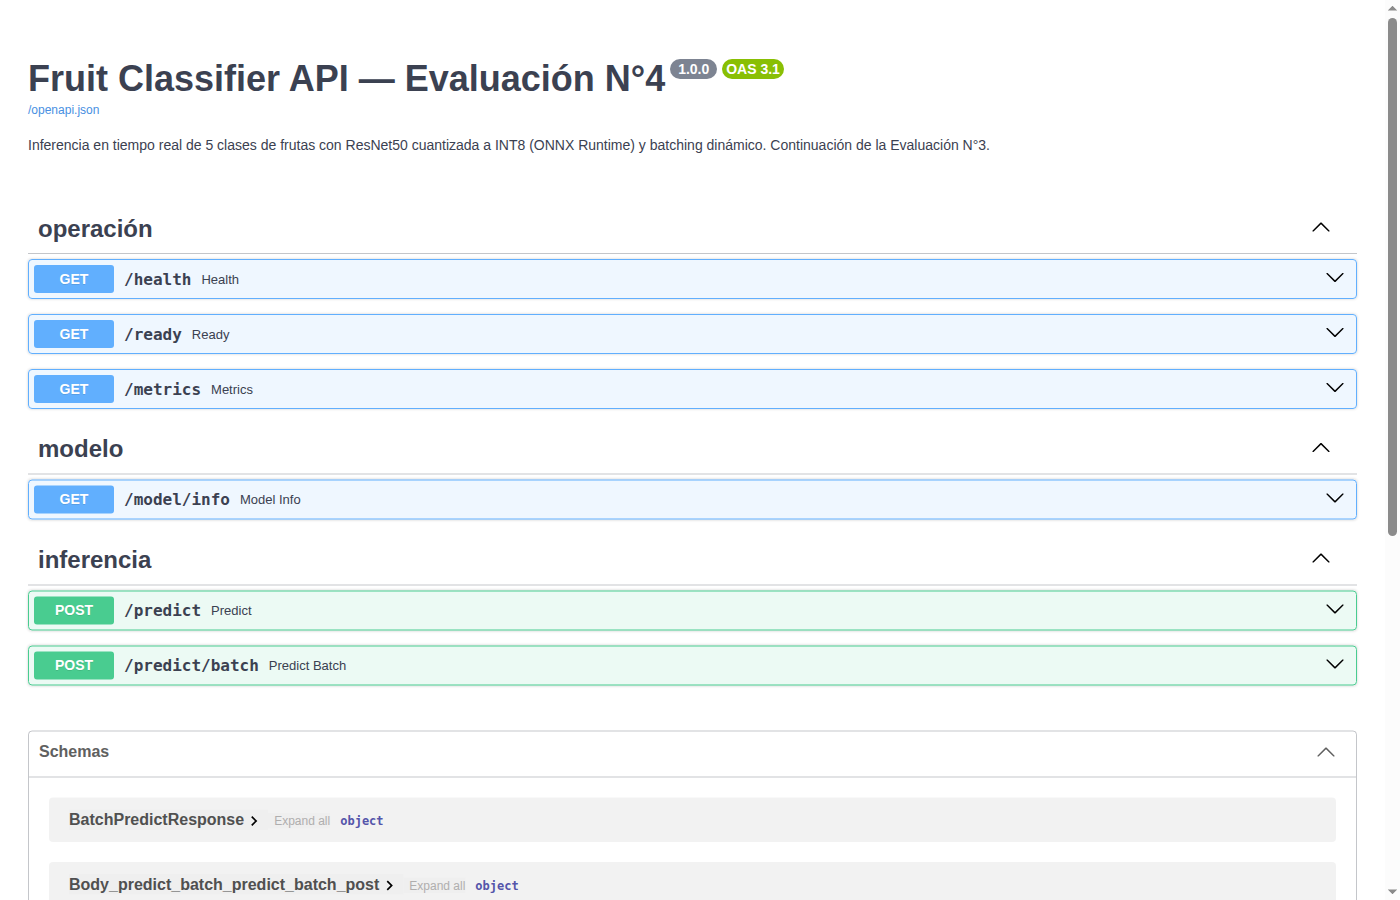 Fruit Classifier API — Evaluación N°4 1.0.0 OAS 3.1
/openapi.json
Inferencia en tiempo real de 5 clases de frutas con ResNet50 cuantizada a INT8 (ONNX Runtime) y batching dinámico. Continuación de la Evaluación N°3.
operación
GET /health Health
GET /ready Ready
GET /metrics Metrics
modelo
GET /model/info Model Info
inferencia
POST /predict Predict
POST /predict/batch Predict Batch
Schemas
BatchPredictResponse Expand all object
Body_predict_batch_predict_batch_post Expand all object